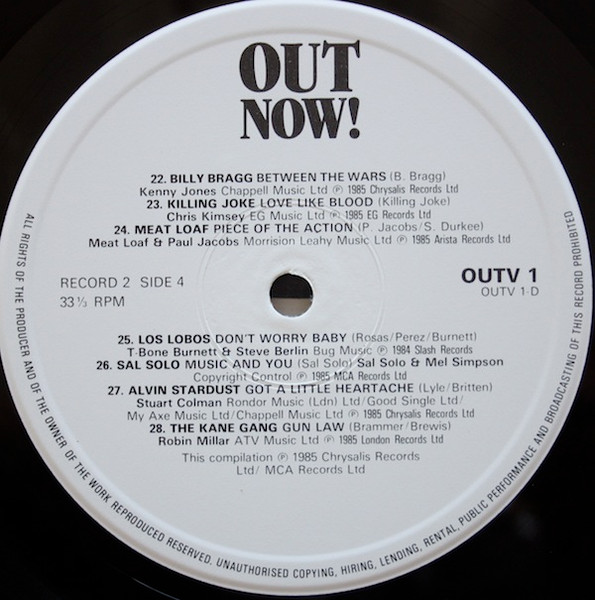 OUT
NOW!
22. BILLY BRAGG BETWEEN THE WARS (B. Bragg)
Kenny Jones Chappell Music Ltd ℗ 1985 Chrysalis Records Ltd
23. KILLING JOKE LOVE LIKE BLOOD (Killing Joke)
Chris Kimsey EG Music Ltd ℗ 1985 EG Records Ltd
24. MEAT LOAF PIECE OF THE ACTION (P. Jacobs/S. Durkee)
Meat Loaf & Paul Jacobs Morrision Leahy Music Ltd ℗ 1985 Arista Records Ltd
RECORD 2 SIDE 4
33⅓ RPM
OUTV 1
OUTV 1-D
25. LOS LOBOS DON'T WORRY BABY (Rosas/Perez/Burnett)
T-Bone Burnett & Steve Berlin Bug Music ℗ 1984 Slash Records
26. SAL SOLO MUSIC AND YOU (Sal Solo) Sal Solo & Mel Simpson
Copyright Control ℗ 1985 MCA Records Ltd
27. ALVIN STARDUST GOT A LITTLE HEARTACHE (Lyle/Britten)
Stuart Colman Rondor Music (Ldn) Ltd/Good Single Ltd/
My Axe Music Ltd/Chappell Music Ltd ℗ 1985 Chrysalis Records Ltd
28. THE KANE GANG GUN LAW (Brammer/Brewis)
Robin Millar ATV Music Ltd ℗ 1985 London Records Ltd
This compilation ℗ 1985 Chrysalis Records
Ltd/ MCA Records Ltd
ALL RIGHTS OF THE PRODUCER AND OF THE OWNER OF THE WORK REPRODUCED RESERVED. UNAUTHORISED COPYING, HIRING, LENDING, RENTAL, PUBLIC PERFORMANCE AND BROADCASTING OF THIS RECORD PROHIBITED